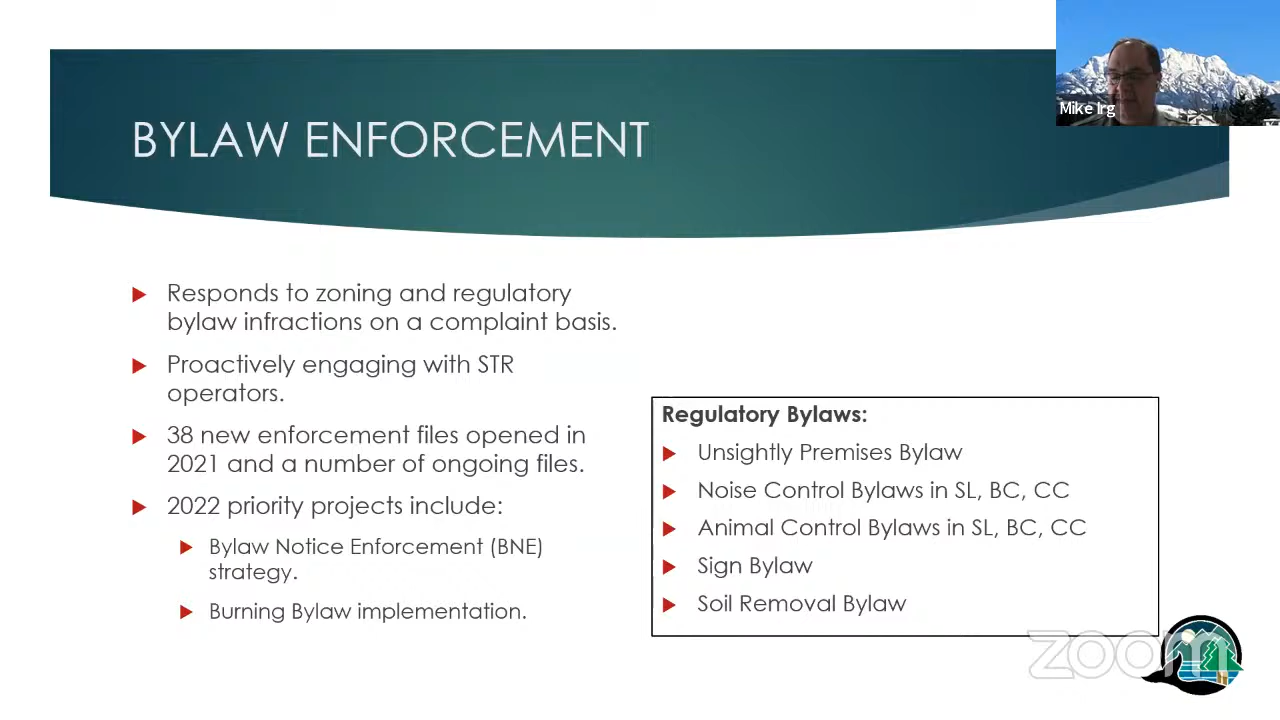 Mike Irg
BYLAW ENFORCEMENT
Responds to zoning and regulatory
bylaw infractions on a complaint basis.
Proactively engaging with STR
operators.
38 new enforcement files opened in
2021 and a number of ongoing files.
2022 priority projects include:
Bylaw Notice Enforcement (BNE)
strategy.
Burning Bylaw implementation.
Regulatory Bylaws:
Unsightly Premises Bylaw
Noise Control Bylaws in SL, BC, CC
Animal Control Bylaws in SL, BC, CC
Sign Bylaw
Soil Removal Bylaw
zoom